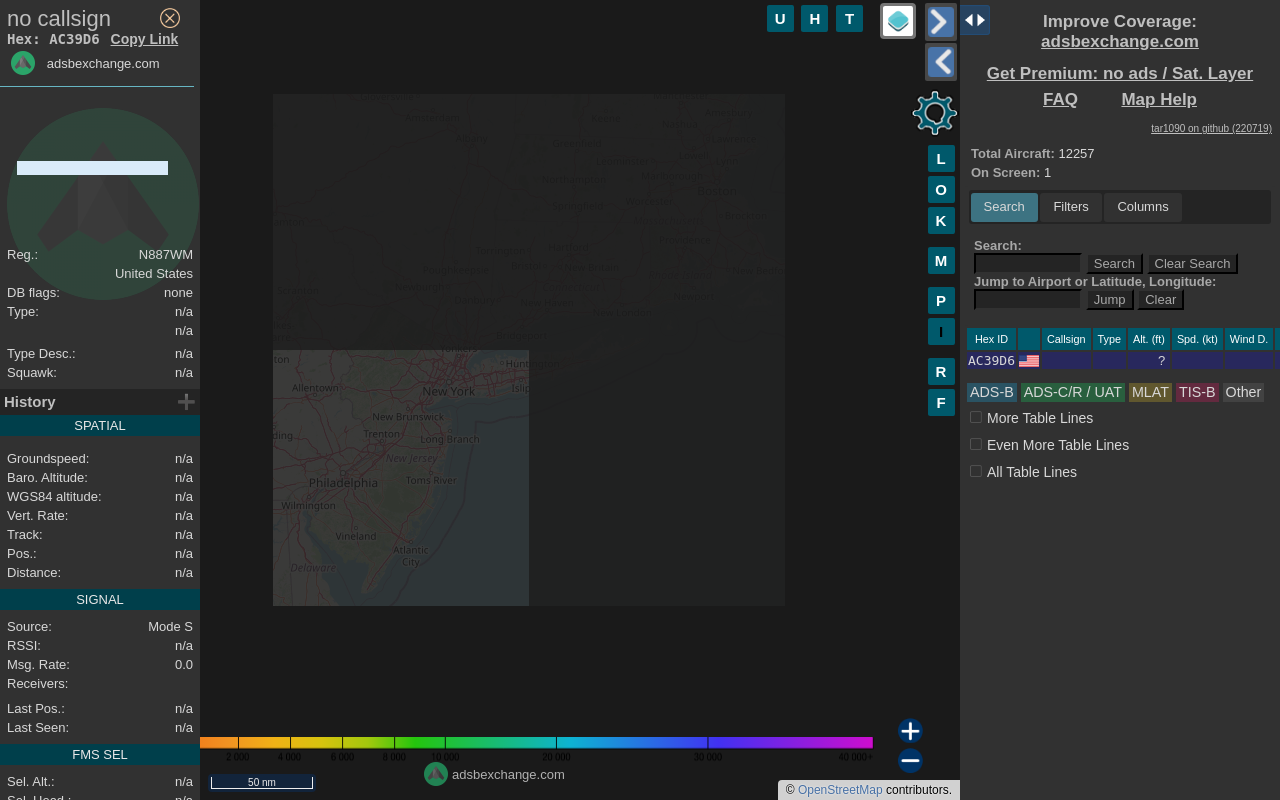 no callsign
Hex: AC39D6 Copy Link
adsbexchange.com
Reg.: N887WM
United States
DB flags: none
Type: n/a
n/a
Type Desc.: n/a
Squawk: n/a
History
SPATIAL
Groundspeed: n/a
Baro. Altitude: n/a
WGS84 altitude: n/a
Vert. Rate: n/a
Track: n/a
Pos.: n/a
Distance: n/a
SIGNAL
Source: Mode S
RSSI: n/a
Msg. Rate: 0.0
Receivers:
Last Pos.: n/a
Last Seen: n/a
FMS SEL
Sel. Alt.: n/a
Sel. Head.: n/a
U H T
L
O
K
M
P
I
R
F
Allentown
New York
New Brunswick
Trenton
Long Branch
New Jersey
Philadelphia
Toms River
Wilmington
Vineland
Atlantic
City
Delaware
2 000 4 000 6 000 8 000 10 000 20 000 30 000 40 000+
50 nm
adsbexchange.com
© OpenStreetMap contributors.
Improve Coverage:
adsbexchange.com
Get Premium: no ads / Sat. Layer
FAQ Map Help
tar1090 on github (220719)
Total Aircraft: 12257
On Screen: 1
Search Filters Columns
Search:
Search Clear Search
Jump to Airport or Latitude, Longitude:
Jump Clear
Hex ID Callsign Type Alt. (ft) Spd. (kt) Wind D.
AC39D6 ?
ADS-B ADS-C/R / UAT MLAT TIS-B Other
More Table Lines
Even More Table Lines
All Table Lines